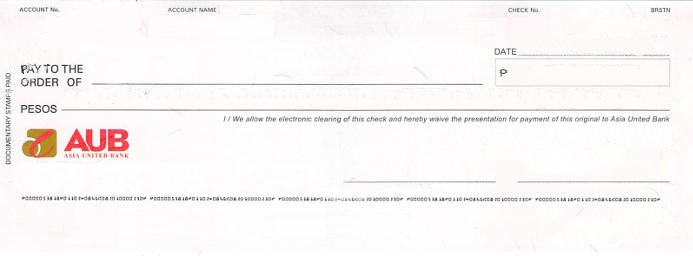 ACCOUNT No. ACCOUNT NAME CHECK No. BRSTN
DATE
PAY TO THE
ORDER OF ₱
PESOS
I / We allow the electronic clearing of this check and hereby waive the presentation for payment of this original to Asia United Bank
DOCUMENTARY STAMPS PAID
AUB
ASIA UNITED BANK